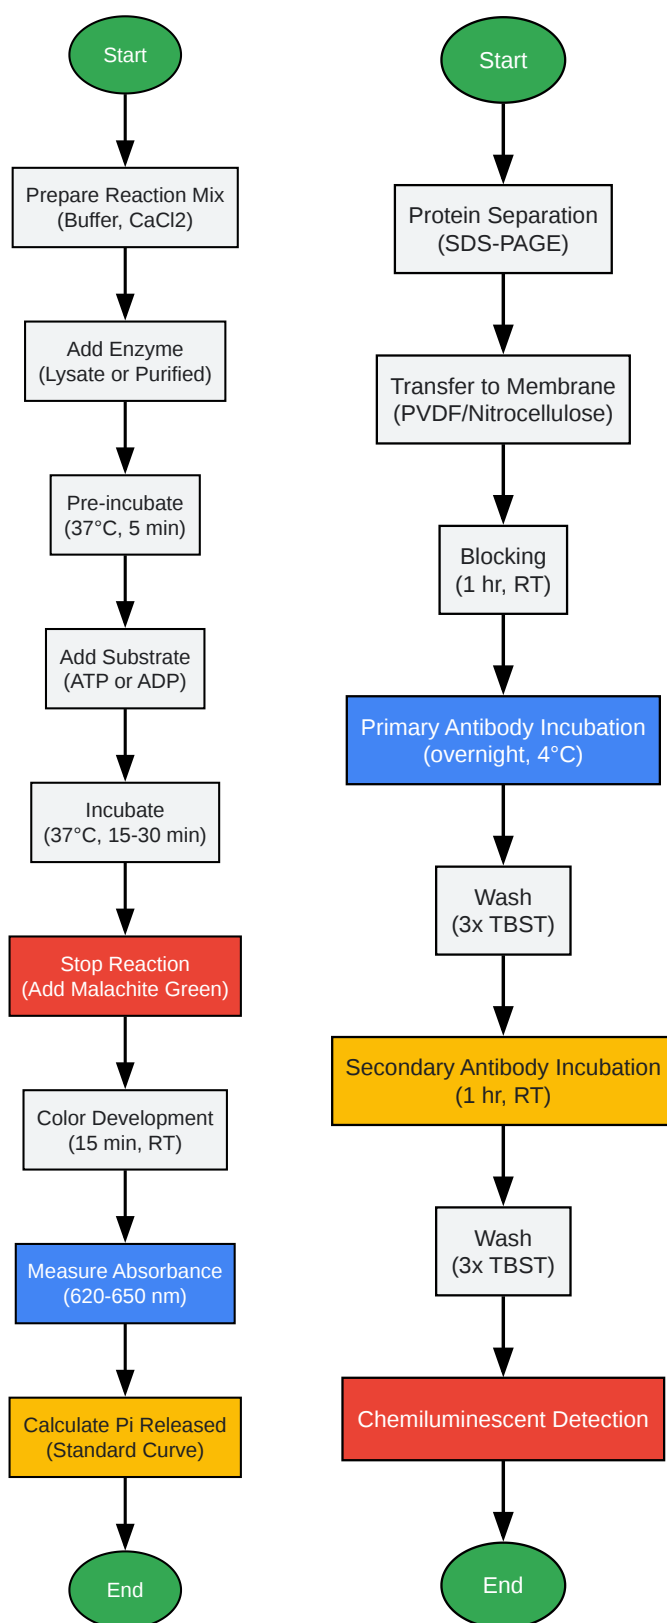 Start
Prepare Reaction Mix
(Buffer, CaCl2)
Add Enzyme
(Lysate or Purified)
Pre-incubate
(37°C, 5 min)
Add Substrate
(ATP or ADP)
Incubate
(37°C, 15-30 min)
Stop Reaction
(Add Malachite Green)
Color Development
(15 min, RT)
Measure Absorbance
(620-650 nm)
Calculate Pi Released
(Standard Curve)
End
Start
Protein Separation
(SDS-PAGE)
Transfer to Membrane
(PVDF/Nitrocellulose)
Blocking
(1 hr, RT)
Primary Antibody Incubation
(overnight, 4°C)
Wash
(3x TBST)
Secondary Antibody Incubation
(1 hr, RT)
Wash
(3x TBST)
Chemiluminescent Detection
End